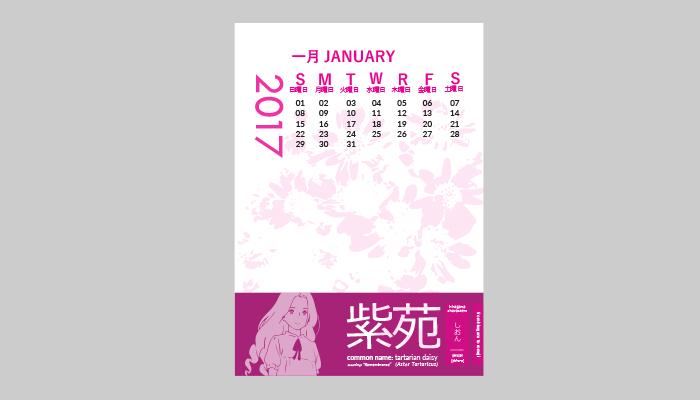 一月 JANUARY
2017
S M T W R F S
日曜日 月曜日 火曜日 水曜日 木曜日 金曜日 土曜日
01 02 03 04 05 06 07
08 09 10 11 12 13 14
15 16 17 18 19 20 21
22 23 24 25 26 27 28
29 30 31
紫苑
common name: tartarian daisy
meaning: "Remembrance" (Aster Tartaricus)
しおん